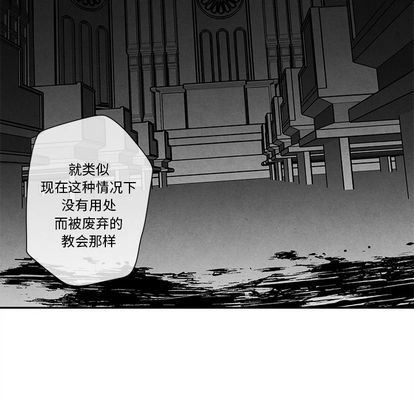 就类似
现在这种情况下
没有用处
而被废弃的
教会那样